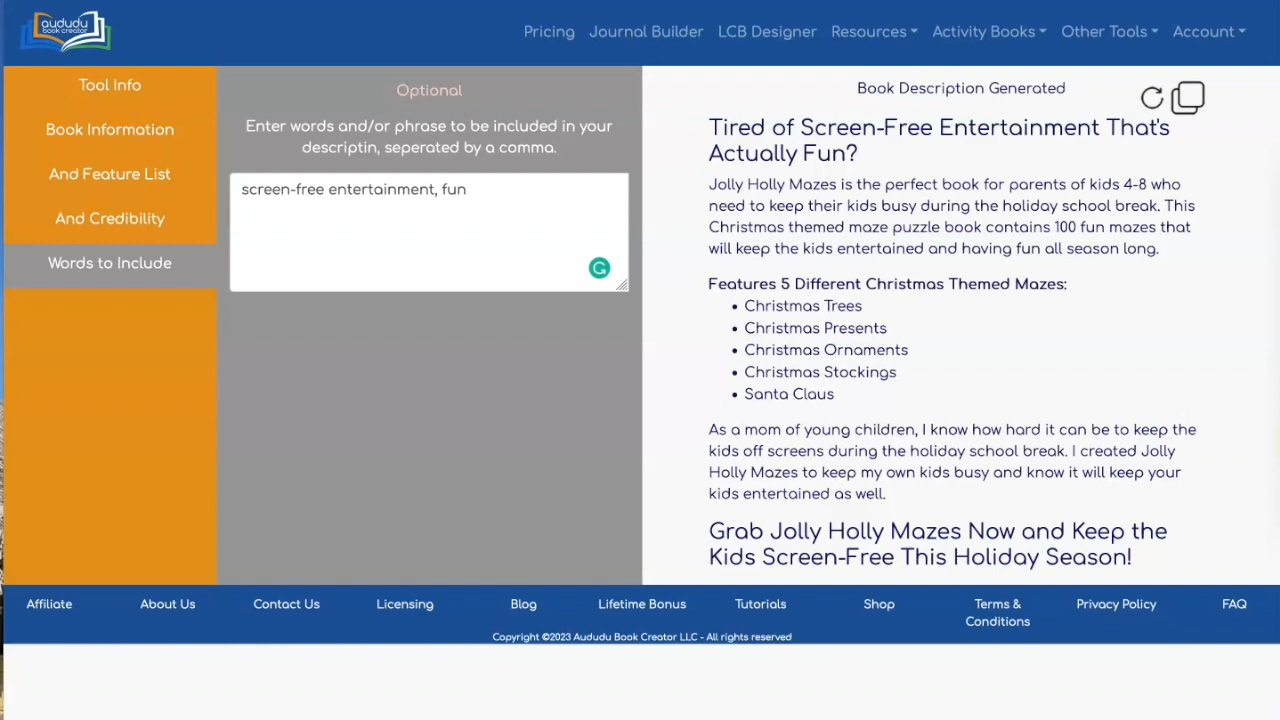 aududu
book creator
Pricing
Journal Builder
LCB Designer
Resources
Activity Books
Other Tools
Account
Tool Info
Book Information
And Feature List
And Credibility
Words to Include
Optional
Enter words and/or phrase to be included in your
descriptin, seperated by a comma.
screen-free entertainment, fun
Book Description Generated
Tired of Screen-Free Entertainment That's
Actually Fun?
Jolly Holly Mazes is the perfect book for parents of kids 4-8 who
need to keep their kids busy during the holiday school break. This
Christmas themed maze puzzle book contains 100 fun mazes that
will keep the kids entertained and having fun all season long.
Features 5 Different Christmas Themed Mazes:
• Christmas Trees
• Christmas Presents
• Christmas Ornaments
• Christmas Stockings
• Santa Claus
As a mom of young children, I know how hard it can be to keep the
kids off screens during the holiday school break. I created Jolly
Holly Mazes to keep my own kids busy and know it will keep your
kids entertained as well.
Grab Jolly Holly Mazes Now and Keep the
Kids Screen-Free This Holiday Season!
Affiliate
About Us
Contact Us
Licensing
Blog
Lifetime Bonus
Tutorials
Shop
Terms &
Conditions
Privacy Policy
FAQ
Copyright ©2023 Aududu Book Creator LLC - All rights reserved